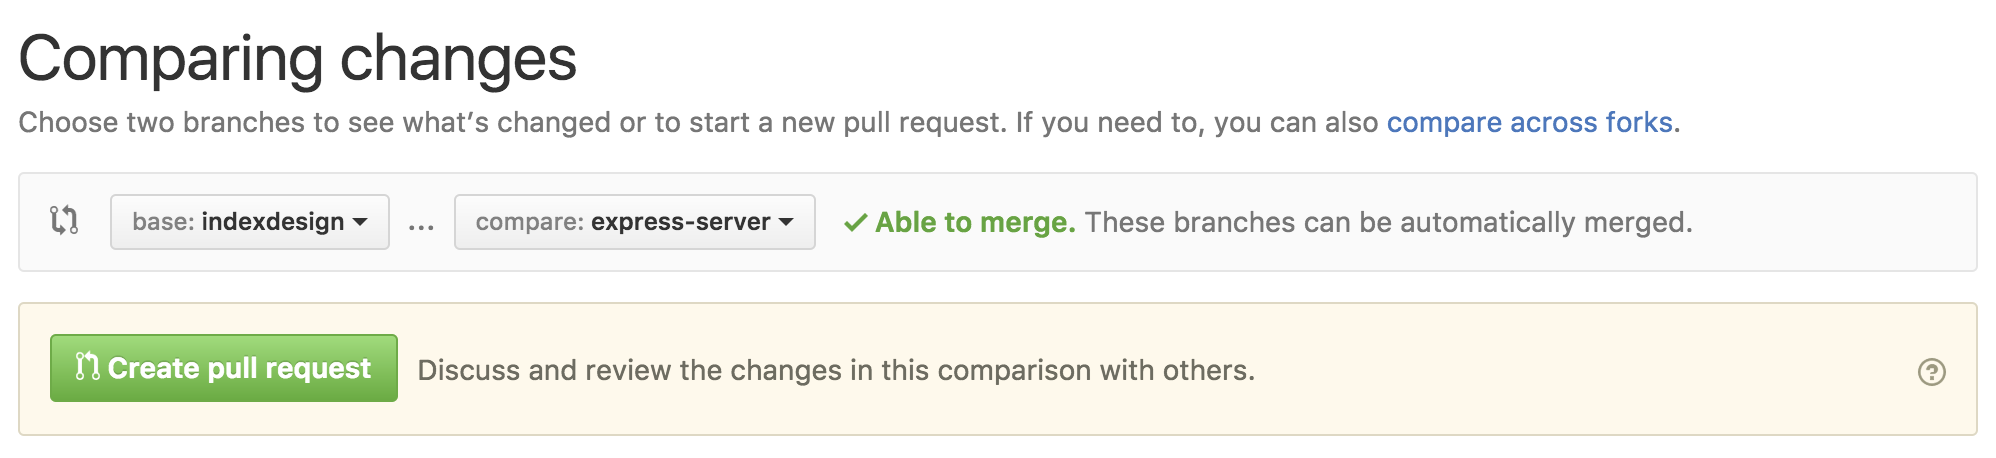 Comparing changes
Choose two branches to see what’s changed or to start a new pull request. If you need to, you can also compare across forks.
base: indexdesign ... compare: express-server Able to merge. These branches can be automatically merged.
Create pull request Discuss and review the changes in this comparison with others. ?